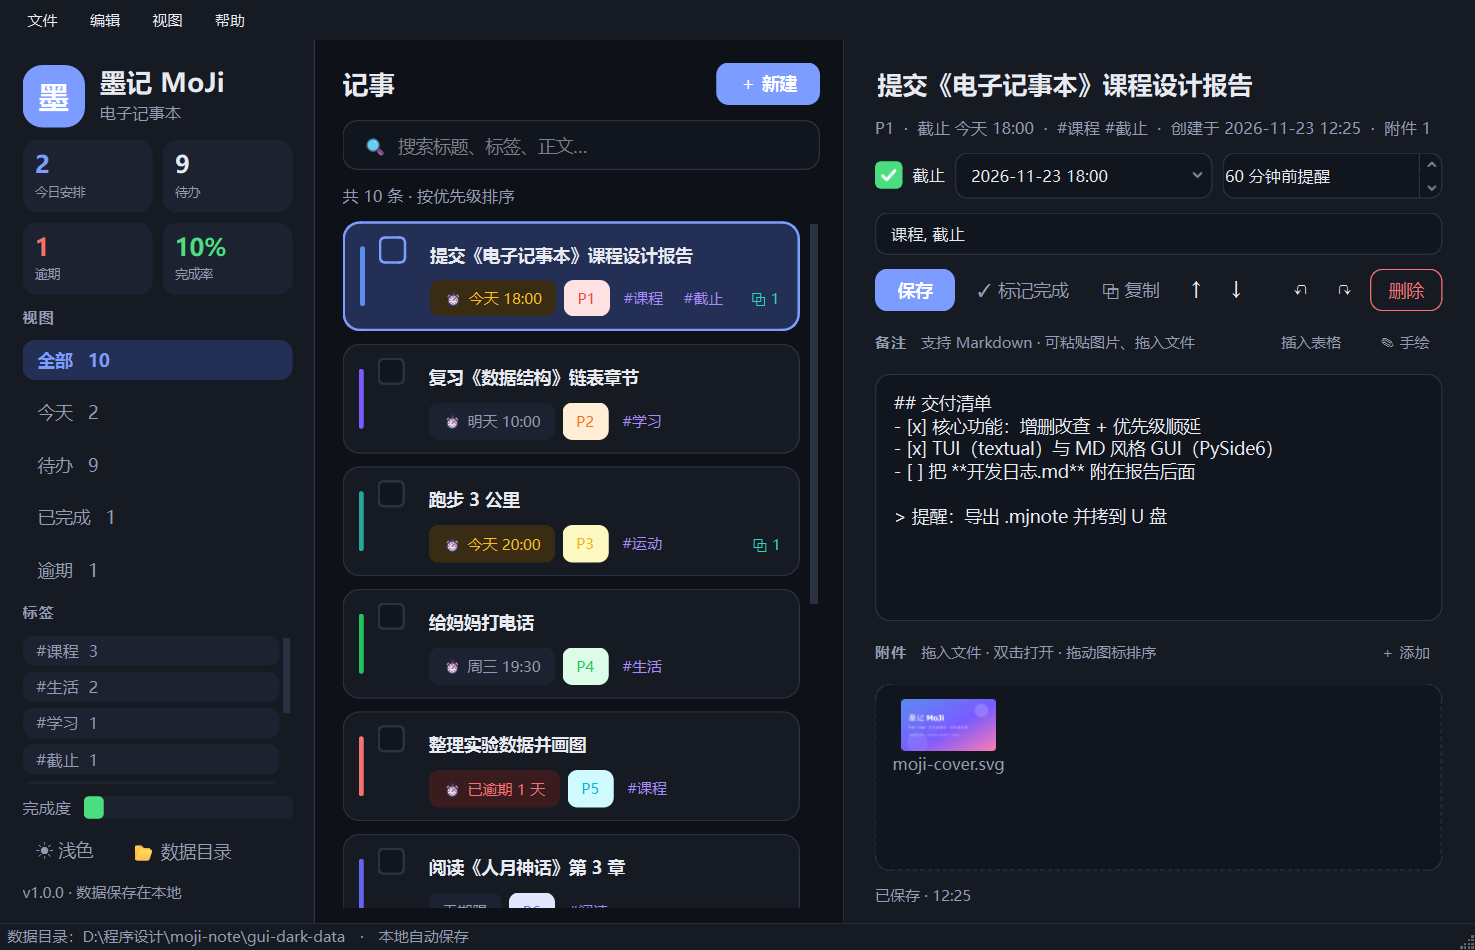 文件 编辑 视图 帮助
墨
墨记 MoJi
电子记事本
2
今日安排
9
待办
1
逾期
10%
完成率
视图
全部 10
今天 2
待办 9
已完成 1
逾期 1
标签
#课程 3
#生活 2
#学习 1
#截止 1
完成度
浅色
数据目录
v1.0.0 · 数据保存在本地
记事
+ 新建
搜索标题、标签、正文...
共 10 条 · 按优先级排序
提交《电子记事本》课程设计报告
今天 18:00 P1 #课程 #截止 1
复习《数据结构》链表章节
明天 10:00 P2 #学习
跑步 3 公里
今天 20:00 P3 #运动 1
给妈妈打电话
周三 19:30 P4 #生活
整理实验数据并画图
已逾期 1 天 P5 #课程
阅读《人月神话》第 3 章
提交《电子记事本》课程设计报告
P1 · 截止 今天 18:00 · #课程 #截止 · 创建于 2026-11-23 12:25 · 附件 1
截止 2026-11-23 18:00 60 分钟前提醒
课程, 截止
保存 ✓ 标记完成 复制 ↑ ↓ 删除
备注 支持 Markdown · 可粘贴图片、拖入文件 插入表格 ✎ 手绘
## 交付清单
- [x] 核心功能：增删改查 + 优先级顺延
- [x] TUI（textual）与 MD 风格 GUI（PySide6）
- [ ] 把 **开发日志.md** 附在报告后面
> 提醒：导出 .mjnote 并拷到 U 盘
附件 拖入文件 · 双击打开 · 拖动图标排序 + 添加
墨记 MoJi
moji-cover.svg
已保存 · 12:25
数据目录：D:\程序设计\moji-note\gui-dark-data · 本地自动保存